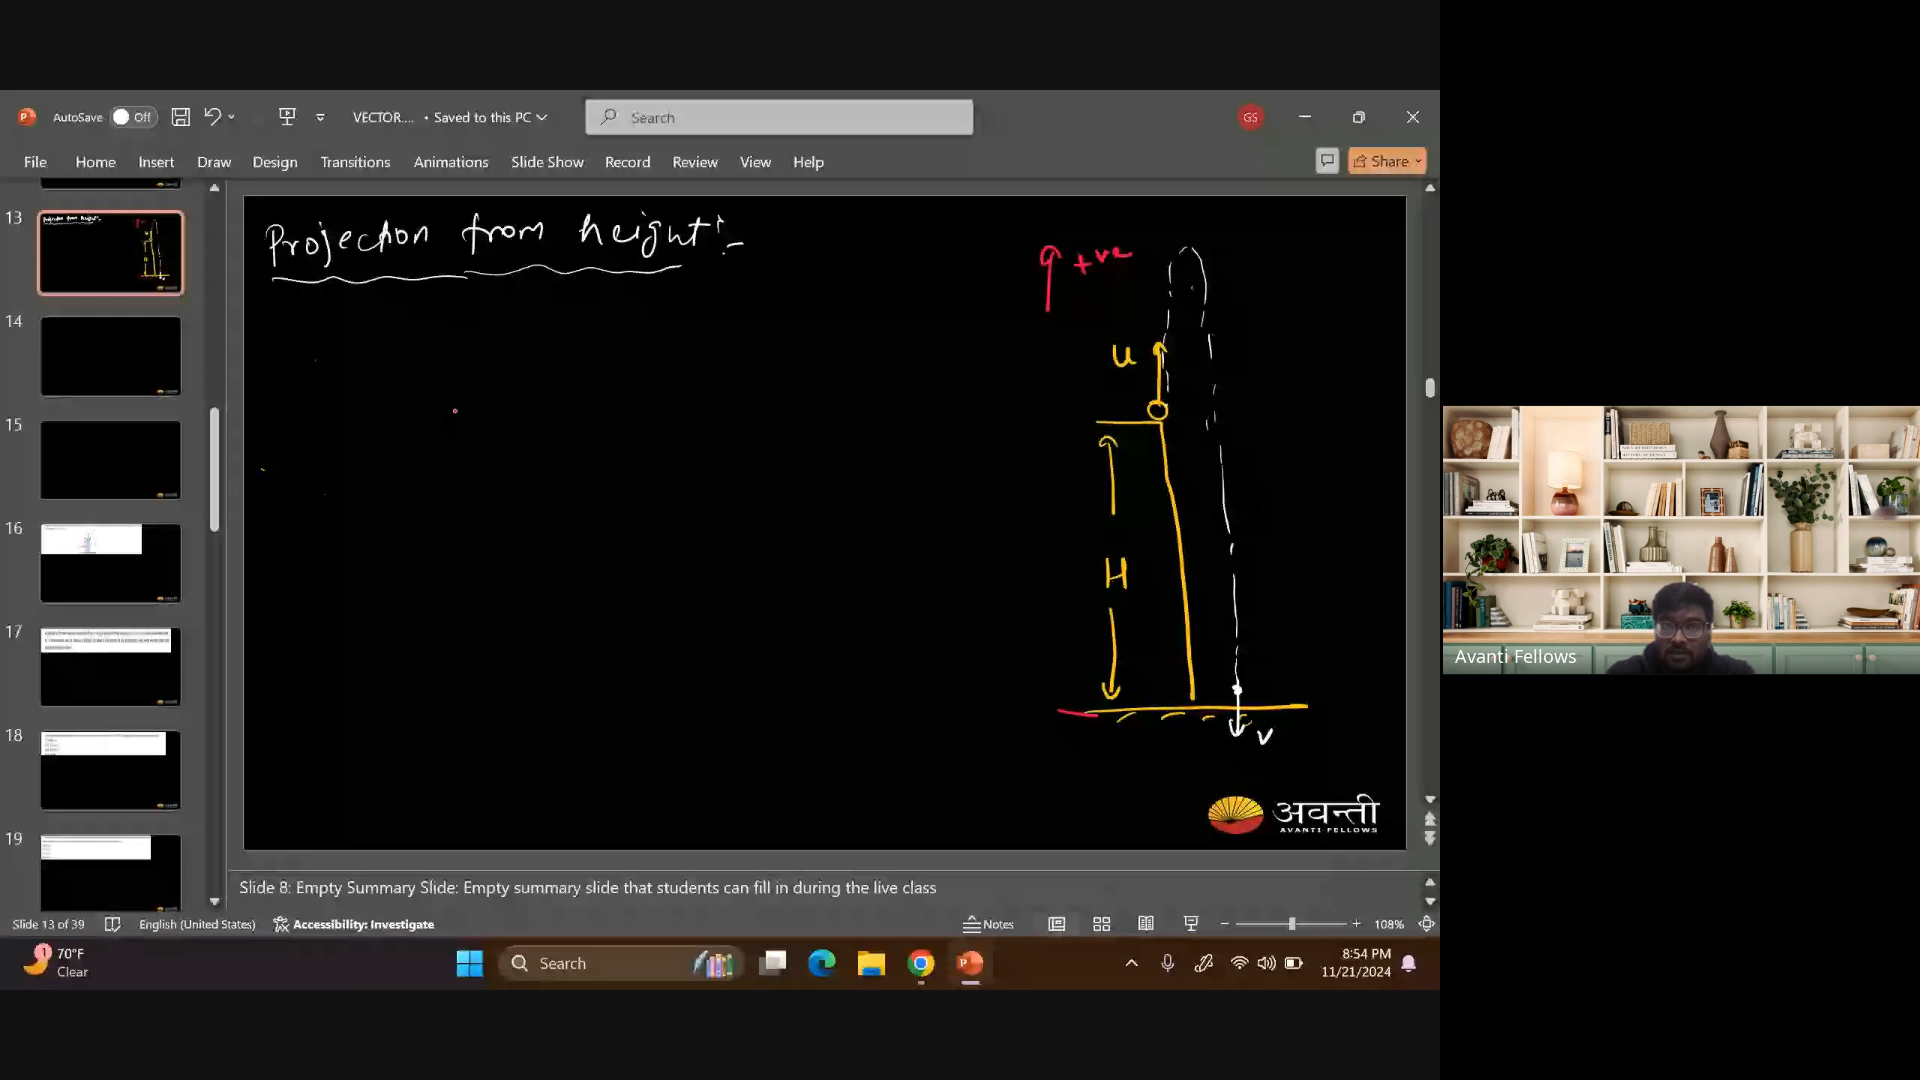 AutoSave Off VECTOR.... • Saved to this PC Search GS
File Home Insert Draw Design Transitions Animations Slide Show Record Review View Help Share
13
14
15
16
17
18
19
Projection from height :-
+ve
u
H
v
अवन्ती
AVANTI FELLOWS
Avanti Fellows
Slide 8: Empty Summary Slide: Empty summary slide that students can fill in during the live class
Slide 13 of 39 English (United States) Accessibility: Investigate Notes 108%
1 70°F
Clear
Search
8:54 PM
11/21/2024